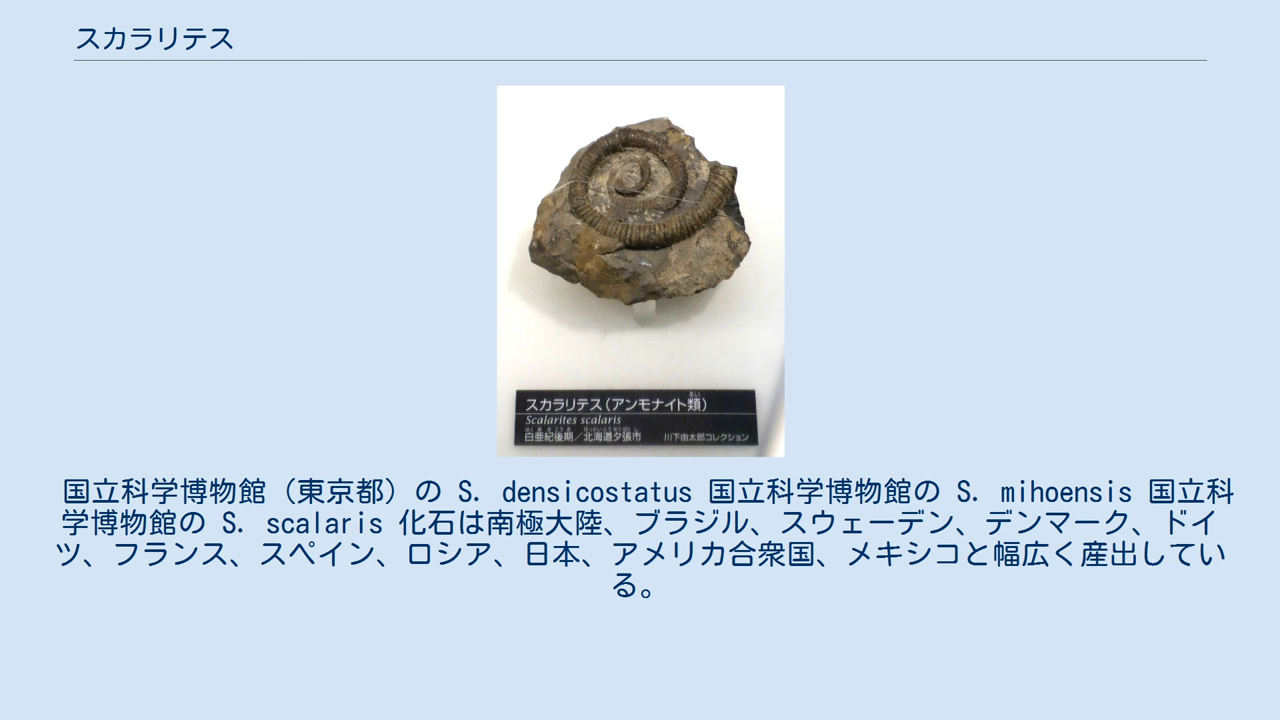 スカラリテス
スカラリテス(アンモナイト類)
Scalarites scalaris
白亜紀後期/北海道夕張市 川下由太郎コレクション
国立科学博物館（東京都）の S. densicostatus 国立科学博物館の S. mihoensis 国立科
学博物館の S. scalaris 化石は南極大陸、ブラジル、スウェーデン、デンマーク、ドイ
ツ、フランス、スペイン、ロシア、日本、アメリカ合衆国、メキシコと幅広く産出してい
る。